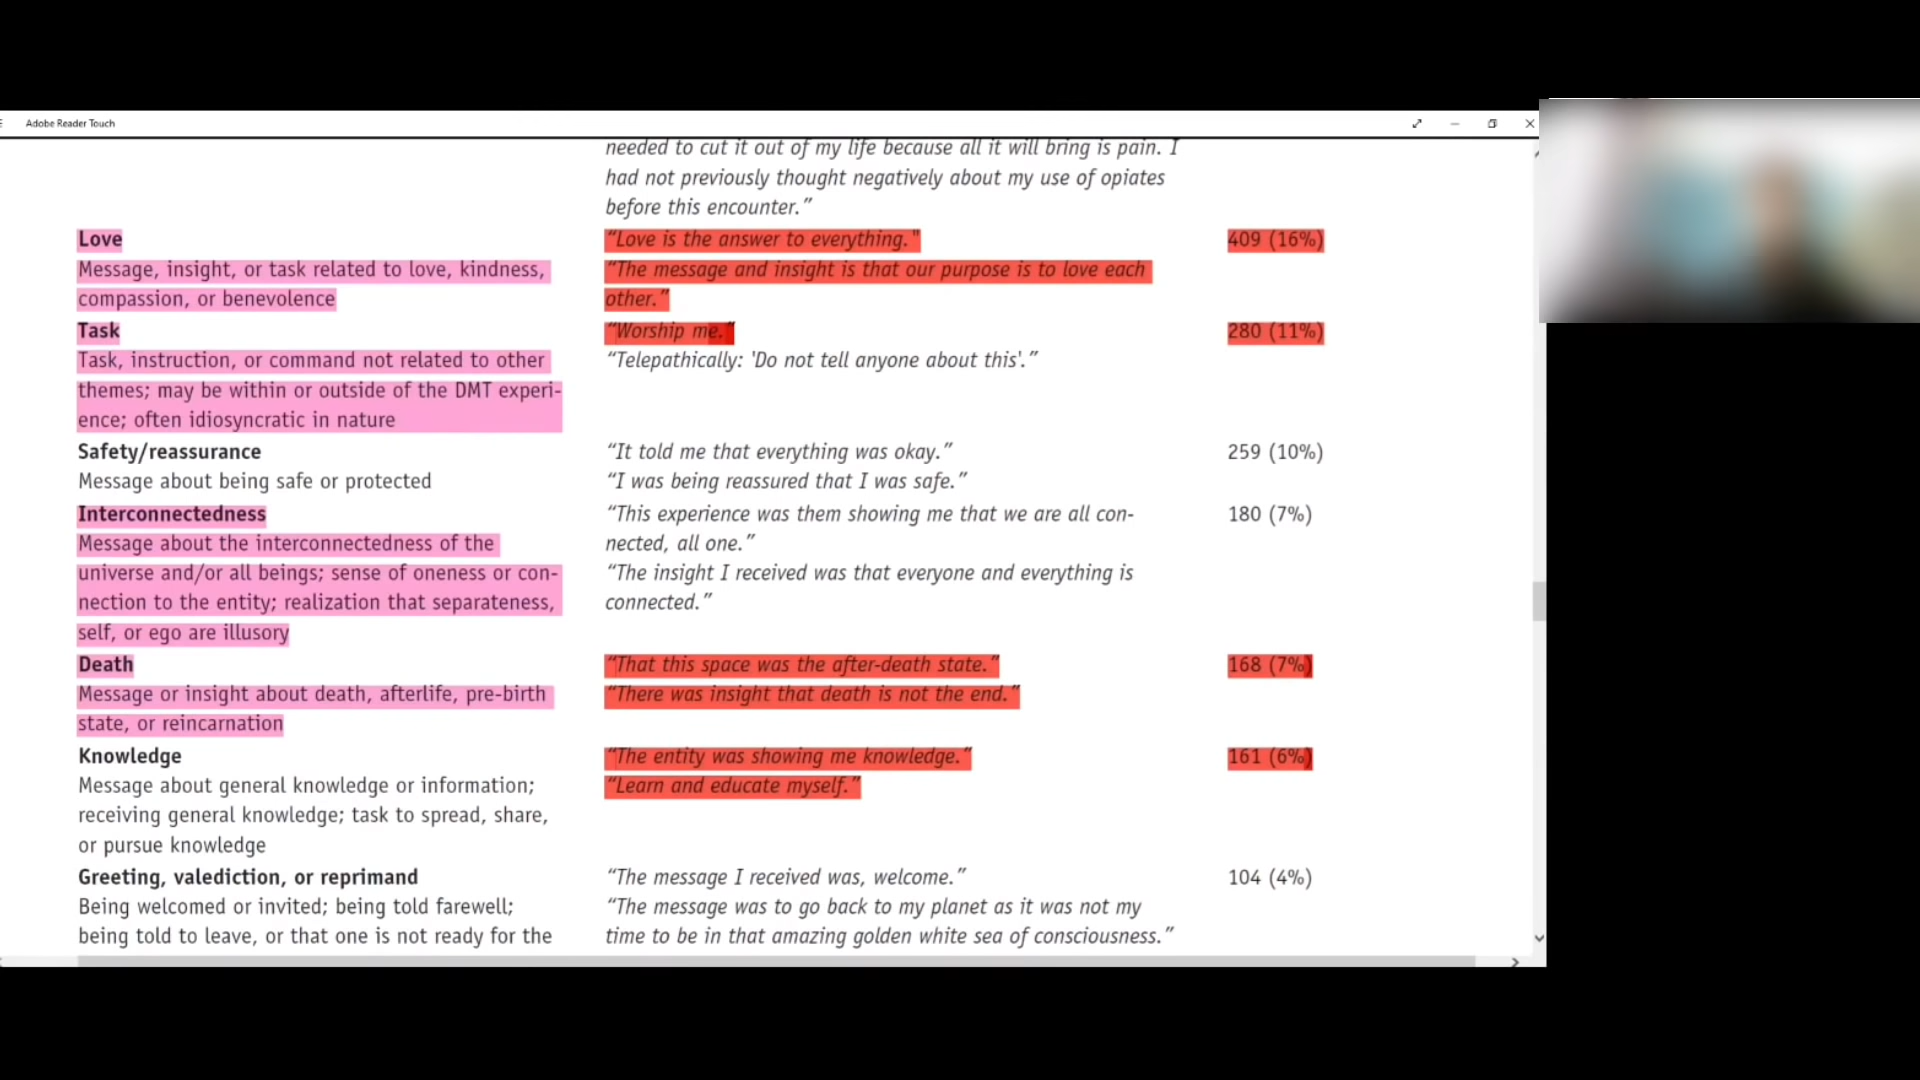 Adobe Reader Touch
needed to cut it out of my life because all it will bring is pain. I
had not previously thought negatively about my use of opiates
before this encounter.”
Love
“Love is the answer to everything."
409 (16%)
Message, insight, or task related to love, kindness,
“The message and insight is that our purpose is to love each
compassion, or benevolence
other.”
Task
“Worship me.”
280 (11%)
Task, instruction, or command not related to other
“Telepathically: 'Do not tell anyone about this'.”
themes; may be within or outside of the DMT experi-
ence; often idiosyncratic in nature
Safety/reassurance
“It told me that everything was okay.”
259 (10%)
Message about being safe or protected
“I was being reassured that I was safe.”
Interconnectedness
“This experience was them showing me that we are all con-
180 (7%)
Message about the interconnectedness of the
nected, all one.”
universe and/or all beings; sense of oneness or con-
“The insight I received was that everyone and everything is
nection to the entity; realization that separateness,
connected.”
self, or ego are illusory
Death
“That this space was the after-death state.”
168 (7%)
Message or insight about death, afterlife, pre-birth
“There was insight that death is not the end.”
state, or reincarnation
Knowledge
“The entity was showing me knowledge.”
161 (6%)
Message about general knowledge or information;
“Learn and educate myself.”
receiving general knowledge; task to spread, share,
or pursue knowledge
Greeting, valediction, or reprimand
“The message I received was, welcome.”
104 (4%)
Being welcomed or invited; being told farewell;
“The message was to go back to my planet as it was not my
being told to leave, or that one is not ready for the
time to be in that amazing golden white sea of consciousness.”